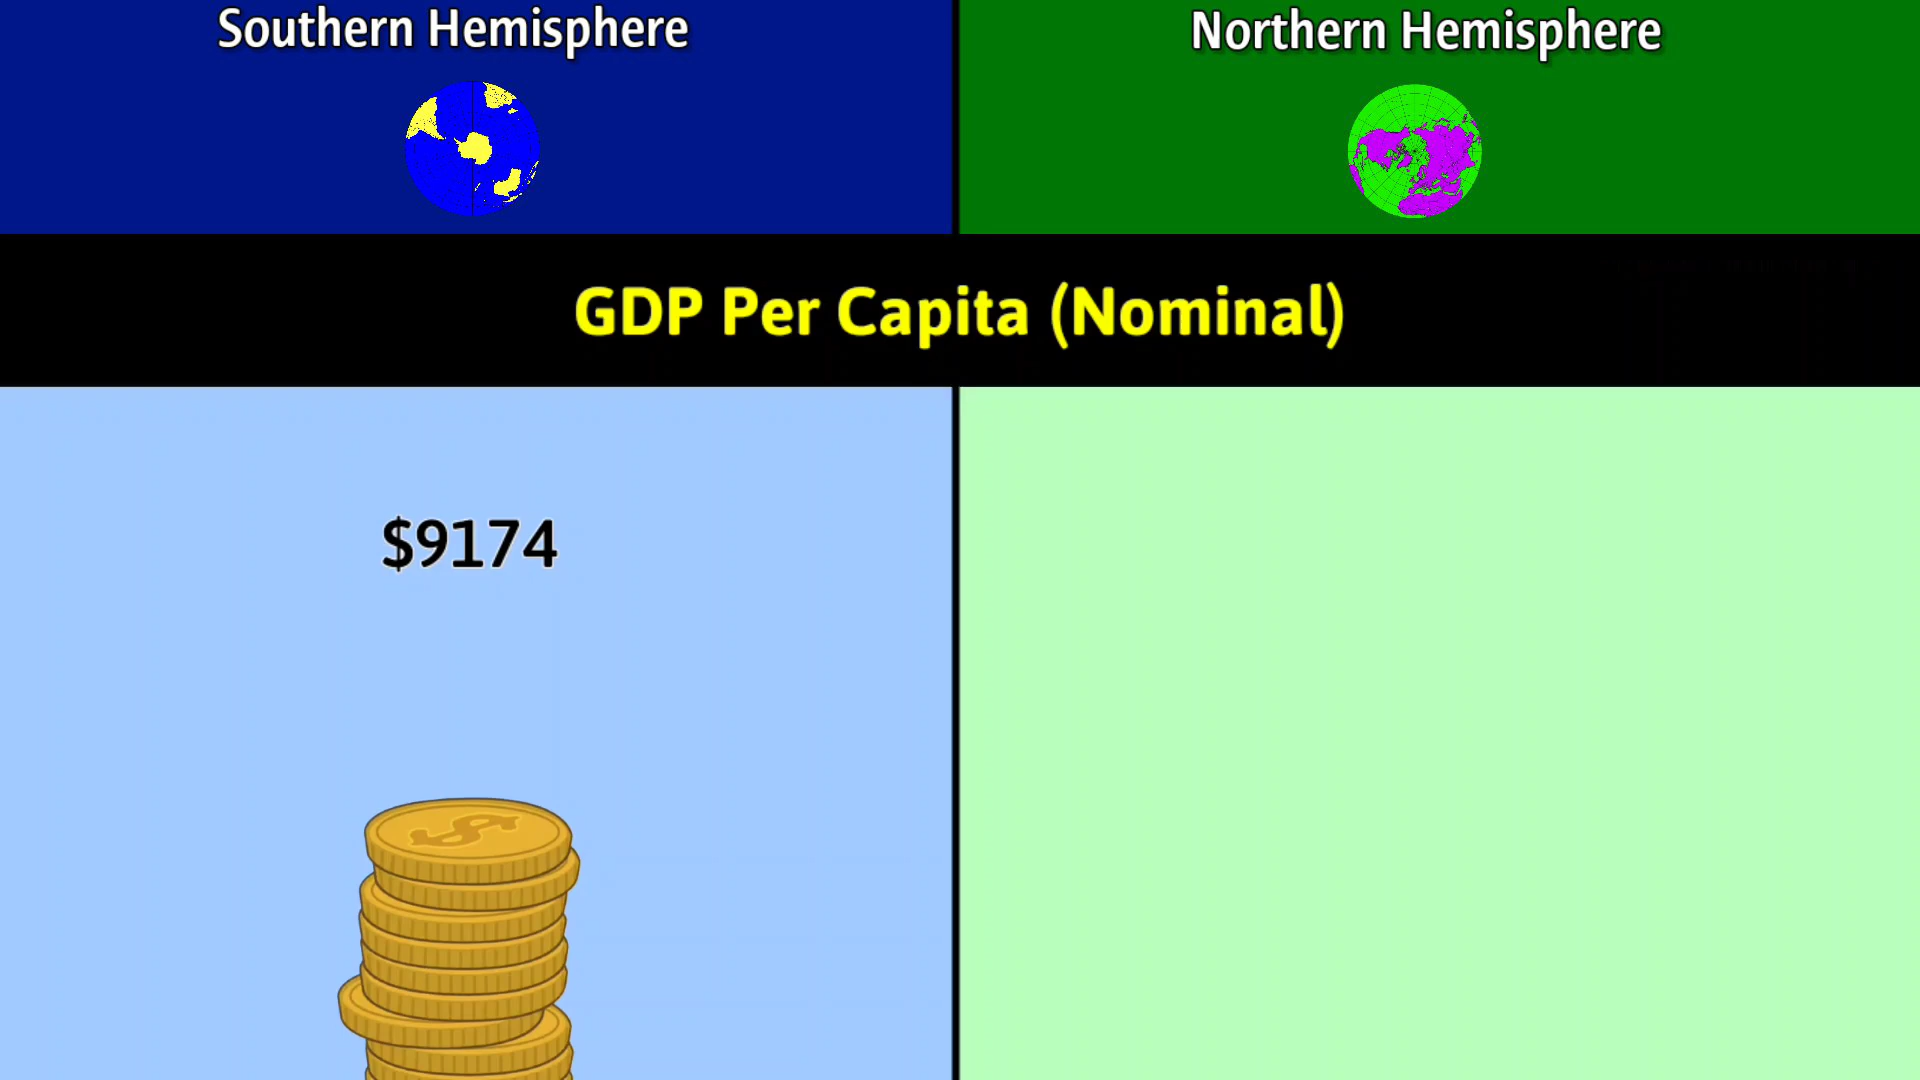 Southern Hemisphere
Northern Hemisphere
GDP Per Capita (Nominal)
$9174